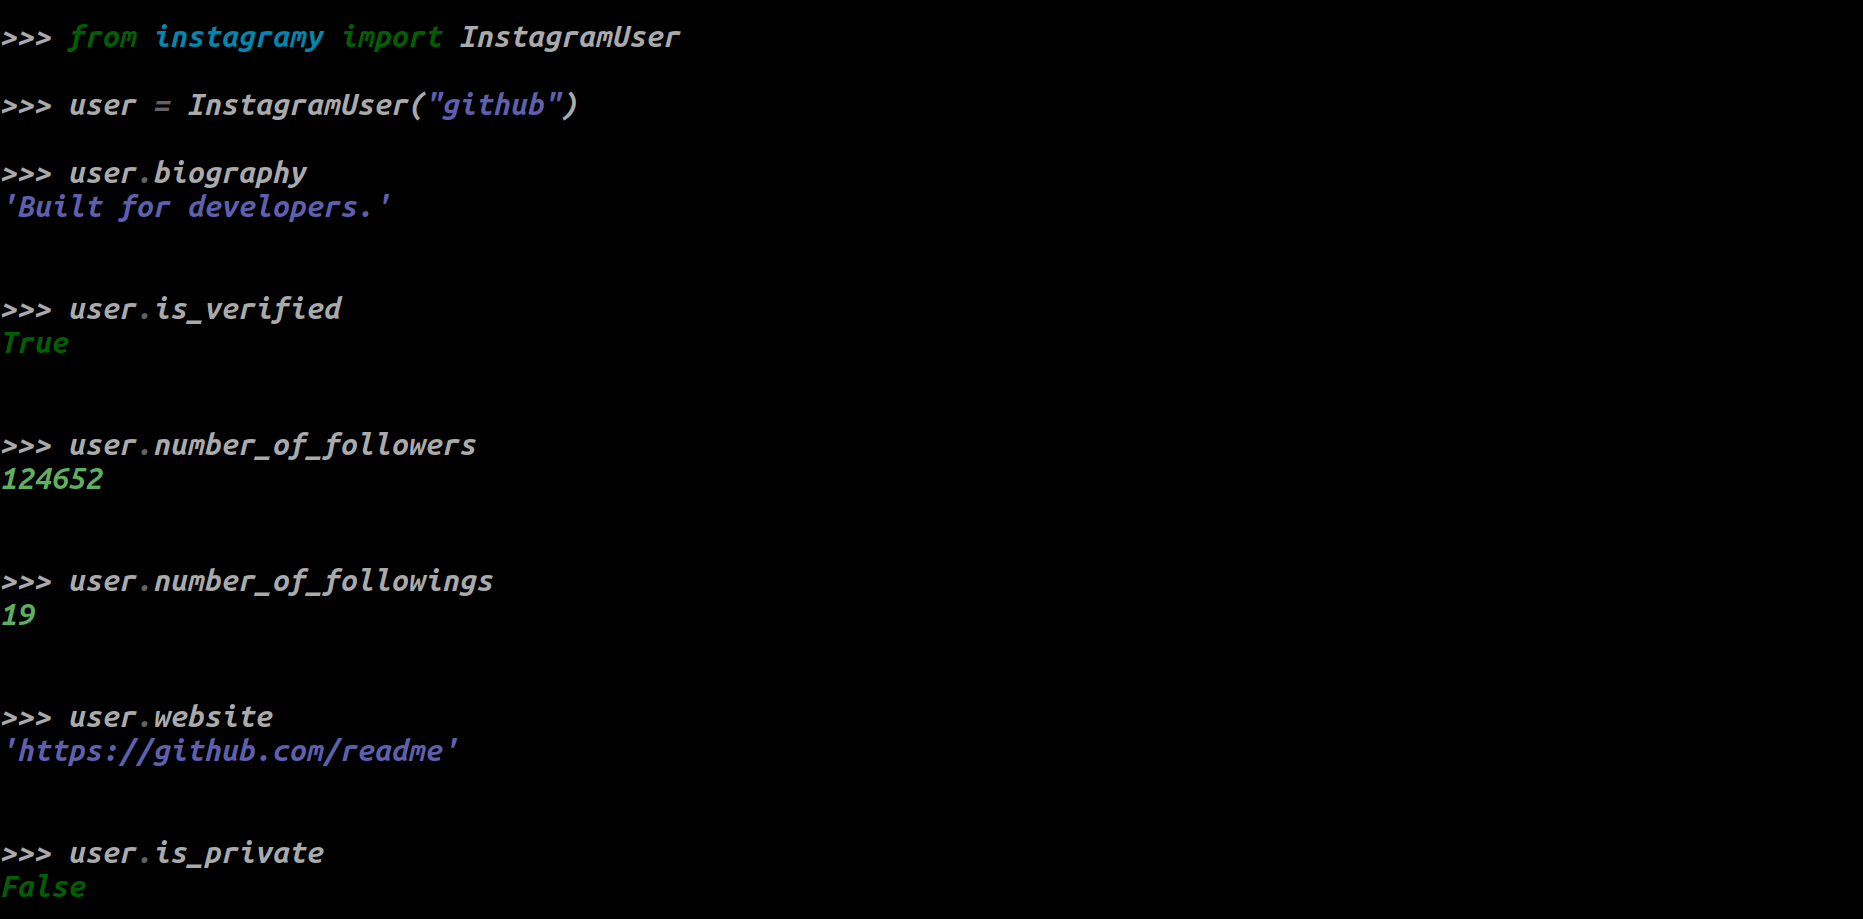 >>> from instagramy import InstagramUser
>>> user = InstagramUser("github")
>>> user.biography
'Built for developers.'
>>> user.is_verified
True
>>> user.number_of_followers
124652
>>> user.number_of_followings
19
>>> user.website
'https://github.com/readme'
>>> user.is_private
False